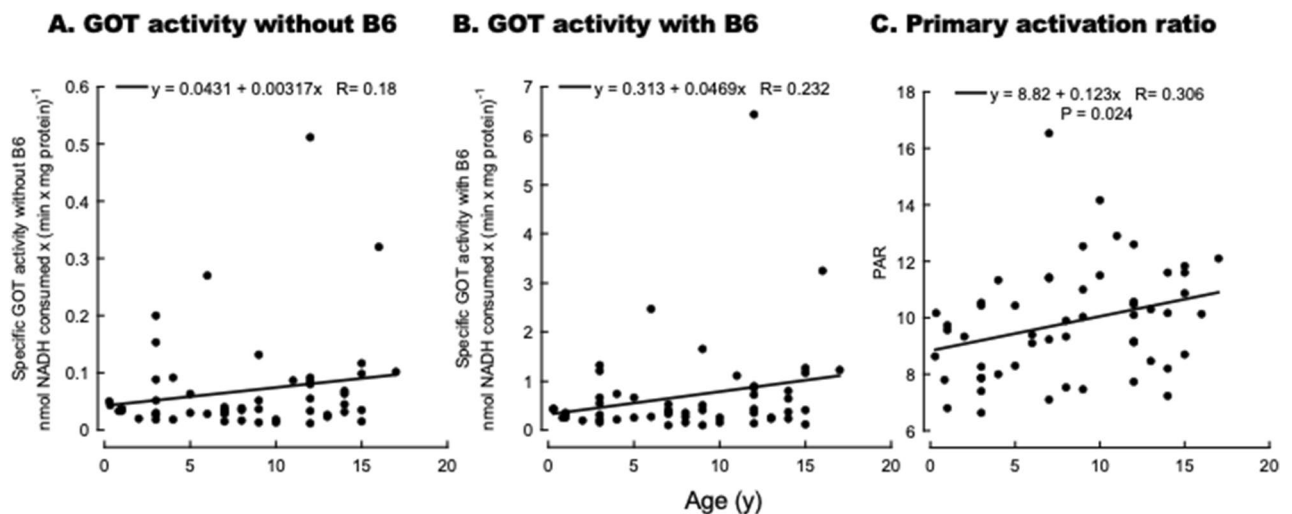 A. GOT activity without B6
B. GOT activity with B6
C. Primary activation ratio
Specific GOT activity without B6
nmol NADH consumed x (min x mg protein)-1
0.6
0.5
0.4
0.3
0.2
0.1
0
y = 0.0431 + 0.00317x R= 0.18
0 5 10 15 20
Specific GOT activity with B6
nmol NADH consumed x (min x mg protein)-1
7
6
5
4
3
2
1
0
y = 0.313 + 0.0469x R= 0.232
0 5 10 15 20
Age (y)
PAR
18
16
14
12
10
8
6
y = 8.82 + 0.123x R= 0.306
P = 0.024
0 5 10 15 20